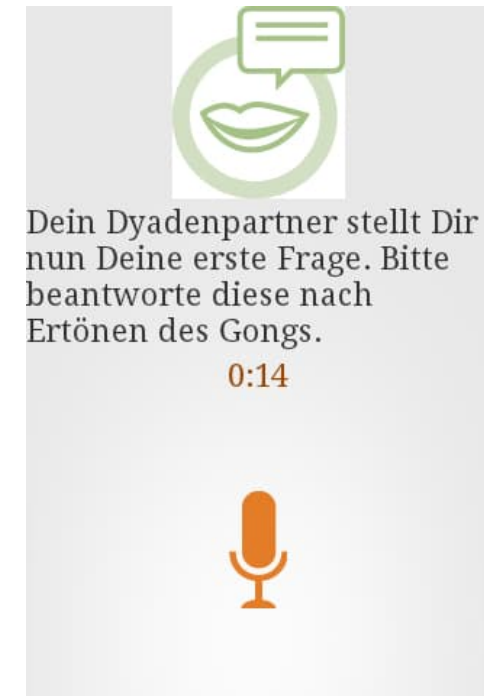 Dein Dyadenpartner stellt Dir
nun Deine erste Frage. Bitte
beantworte diese nach
Ertönen des Gongs.
0:14